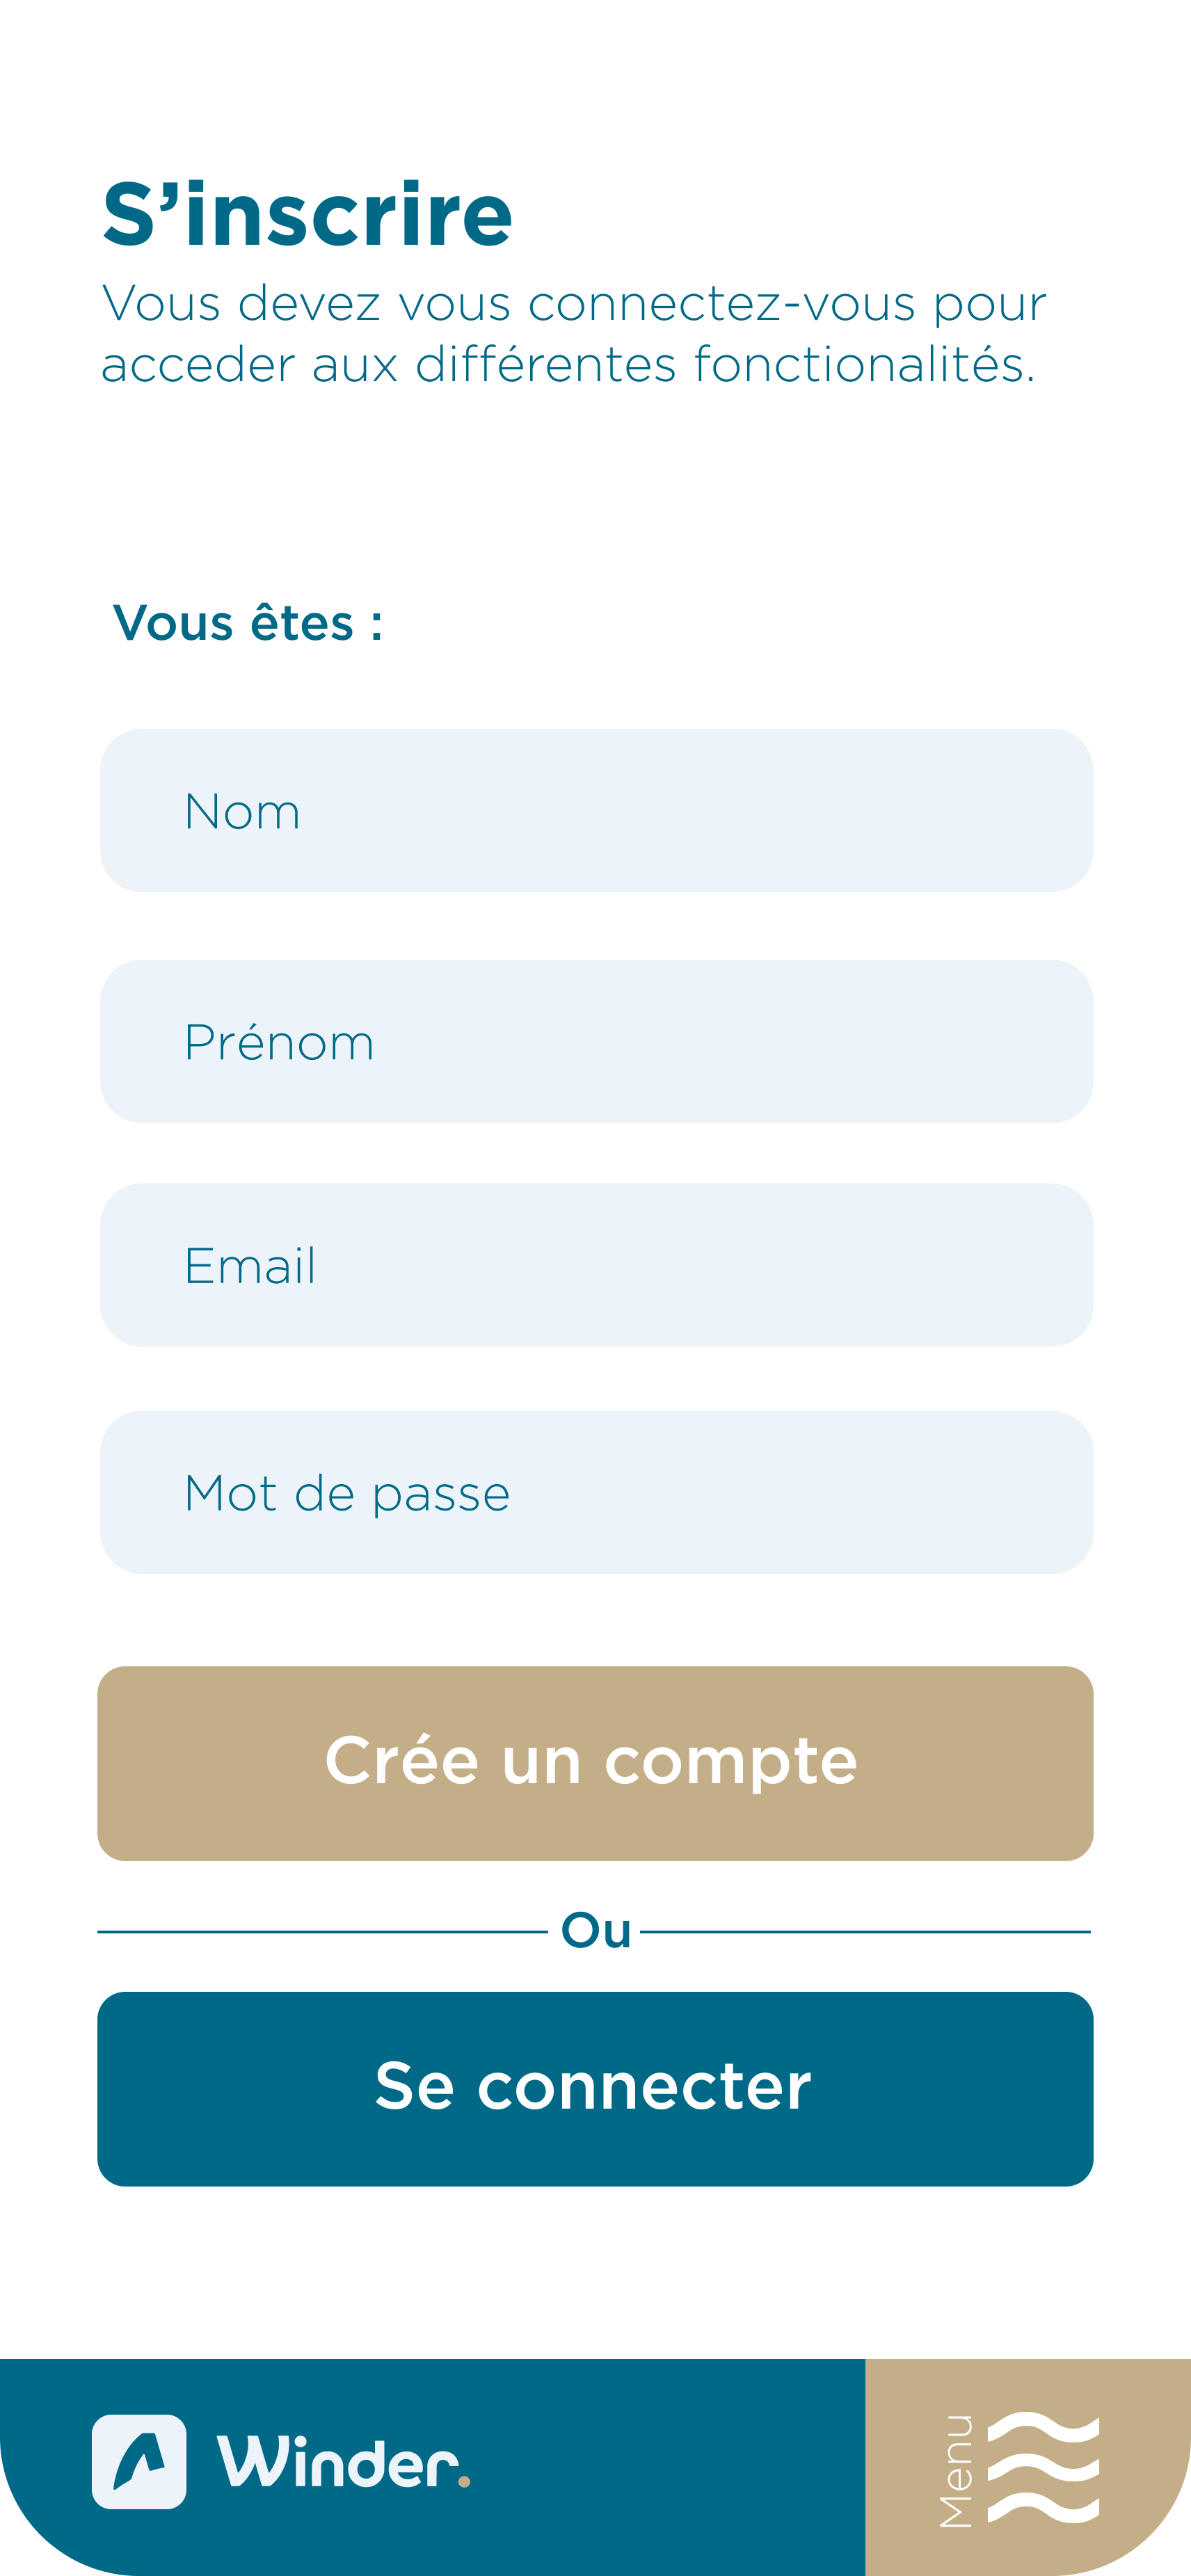 S’inscrire
Vous devez vous connectez-vous pour
acceder aux différentes fonctionalités.
Vous êtes :
Nom
Prénom
Email
Mot de passe
Crée un compte
Ou
Se connecter
Winder.
Menu